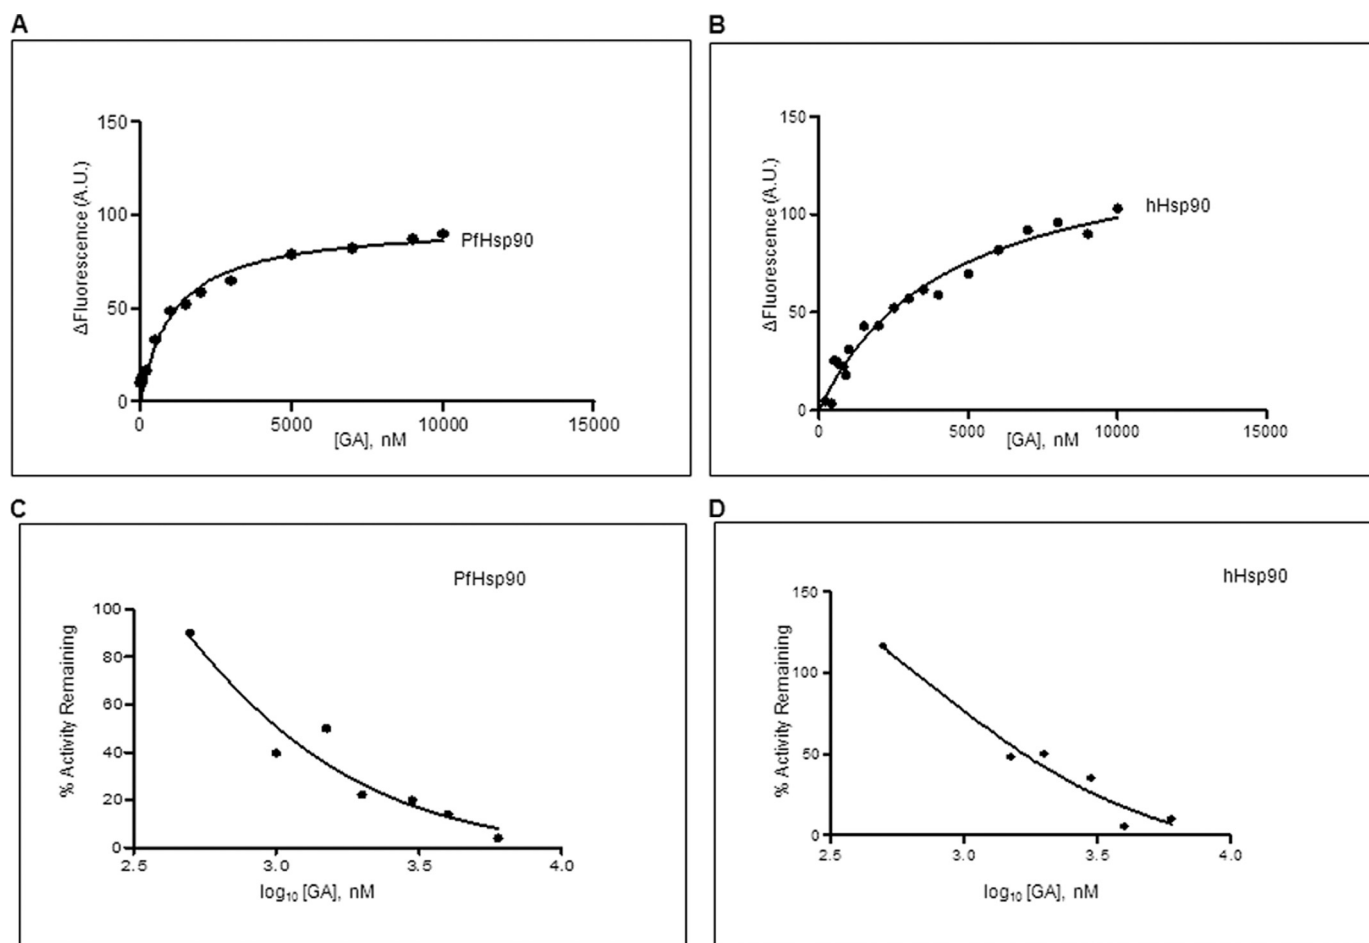 A
B
150
100
50
0
ΔFluorescence (A.U.)
PfHsp90
0
5000
10000
15000
[GA], nM
150
100
50
0
ΔFluorescence (A.U.)
hHsp90
0
5000
10000
15000
[GA], nM
C
D
PfHsp90
100
80
60
40
20
0
% Activity Remaining
2.5
3.0
3.5
4.0
log₁₀ [GA], nM
hHsp90
150
100
50
0
% Activity Remaining
2.5
3.0
3.5
4.0
log₁₀ [GA], nM